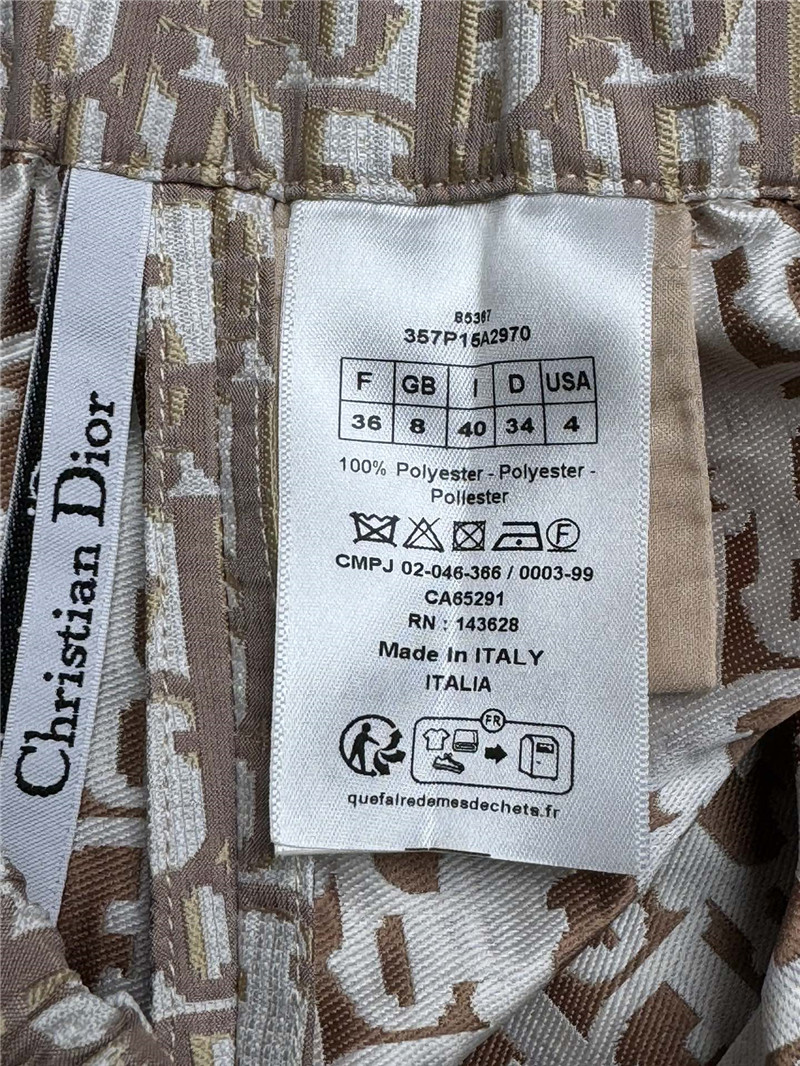 Christian Dior
B5367
357P15A2970
F GB I D USA
36 8 40 34 4
100% Polyester - Polyester -
Poliester
F
CMPJ 02-046-366 / 0003-99
CA65291
RN : 143628
Made In ITALY
ITALIA
FR
quefairedemesdechets.fr